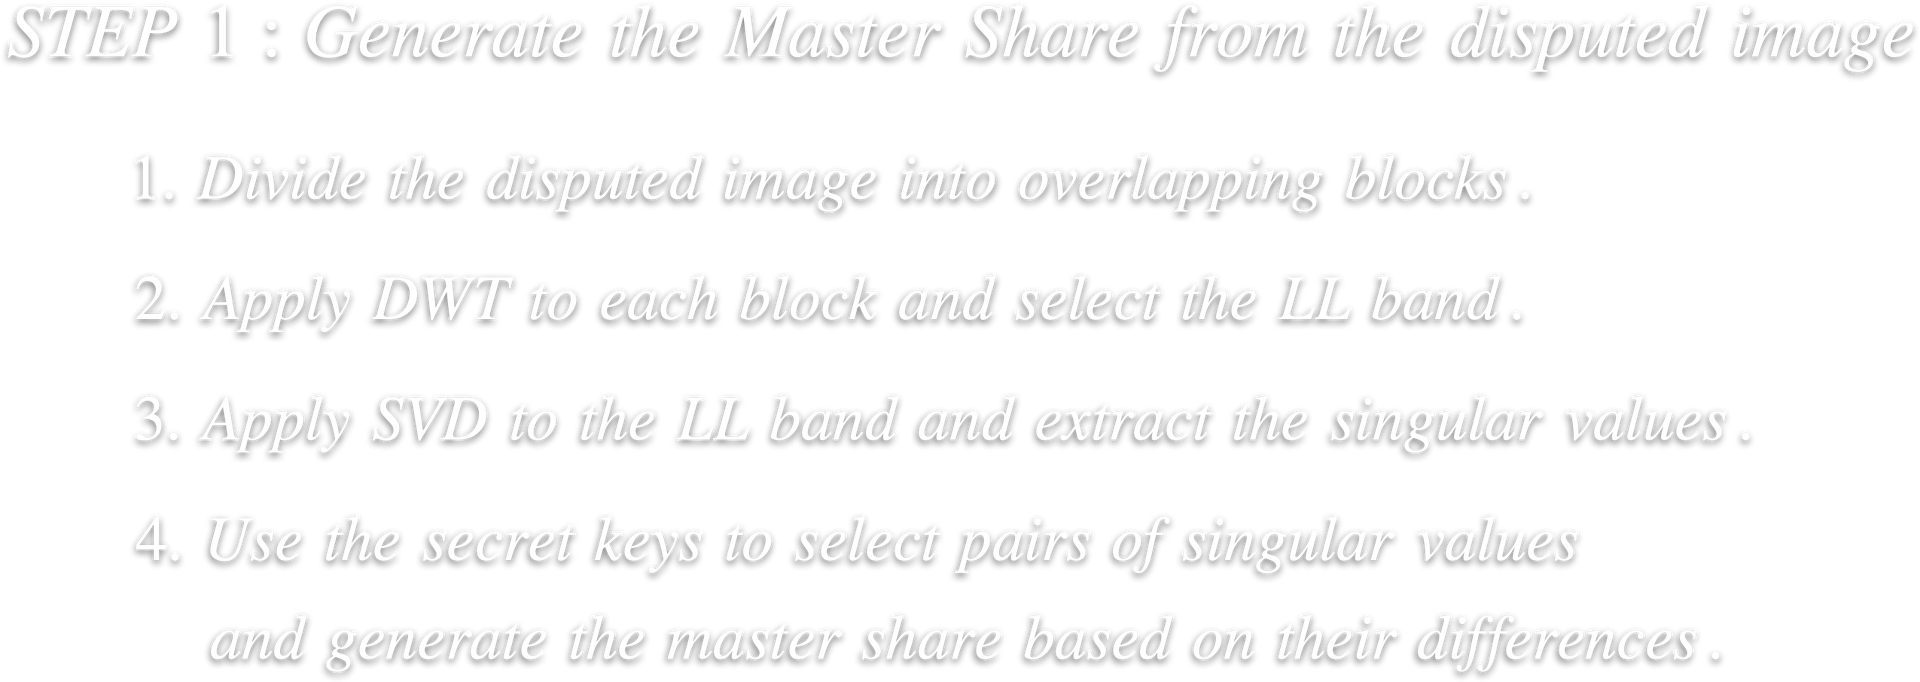 STEP 1 : Generate the Master Share from the disputed image
1. Divide the disputed image into overlapping blocks .
2. Apply DWT to each block and select the LL band .
3. Apply SVD to the LL band and extract the singular values .
4. Use the secret keys to select pairs of singular values
and generate the master share based on their differences .